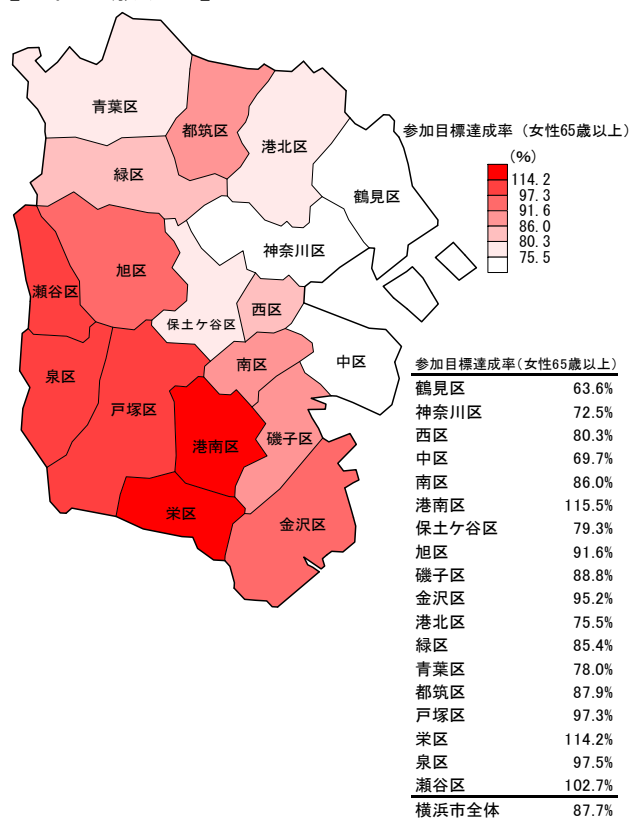 青葉区
都筑区
港北区
緑区
鶴見区
神奈川区
旭区
瀬谷区
保土ケ谷区
西区
泉区
戸塚区
南区
中区
港南区
磯子区
栄区
金沢区
参加目標達成率（女性65歳以上）
(%)
114.2
97.3
91.6
86.0
80.3
75.5
参加目標達成率(女性65歳以上)
鶴見区 63.6%
神奈川区 72.5%
西区 80.3%
中区 69.7%
南区 86.0%
港南区 115.5%
保土ケ谷区 79.3%
旭区 91.6%
磯子区 88.8%
金沢区 95.2%
港北区 75.5%
緑区 85.4%
青葉区 78.0%
都筑区 87.9%
戸塚区 97.3%
栄区 114.2%
泉区 97.5%
瀬谷区 102.7%
横浜市全体 87.7%